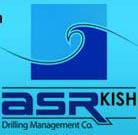 asr KISH
Drilling Management Co.